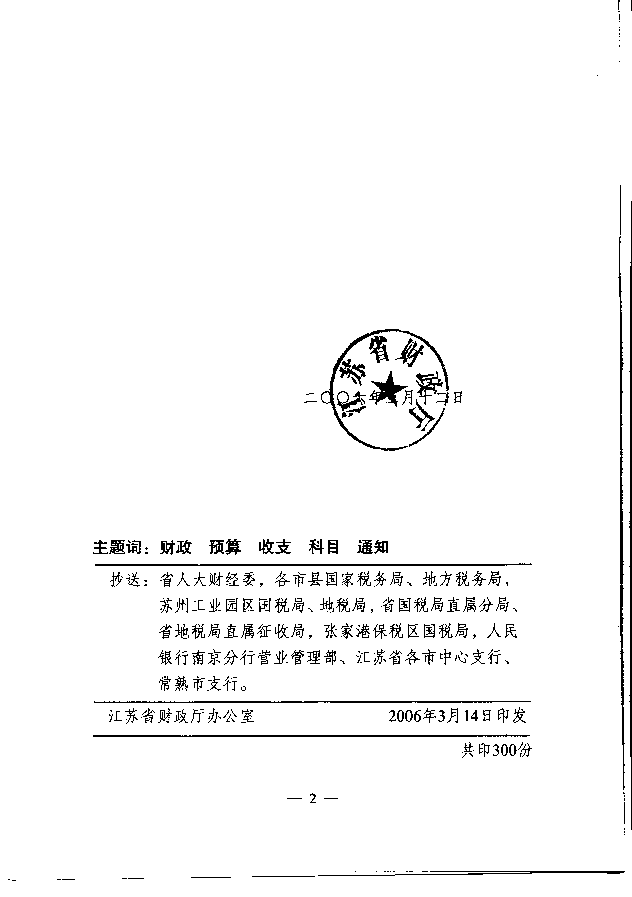 江苏省财政厅
二〇〇六年三月十二日
主题词：财政 预算 收支 科目 通知
抄送：省人大财经委，各市县国家税务局、地方税务局，
苏州工业园区国税局、地税局，省国税局直属分局、
省地税局直属征收局，张家港保税区国税局，人民
银行南京分行营业管理部、江苏省各市中心支行、
常熟市支行。
江苏省财政厅办公室 2006年3月14日印发
共印300份
— 2 —